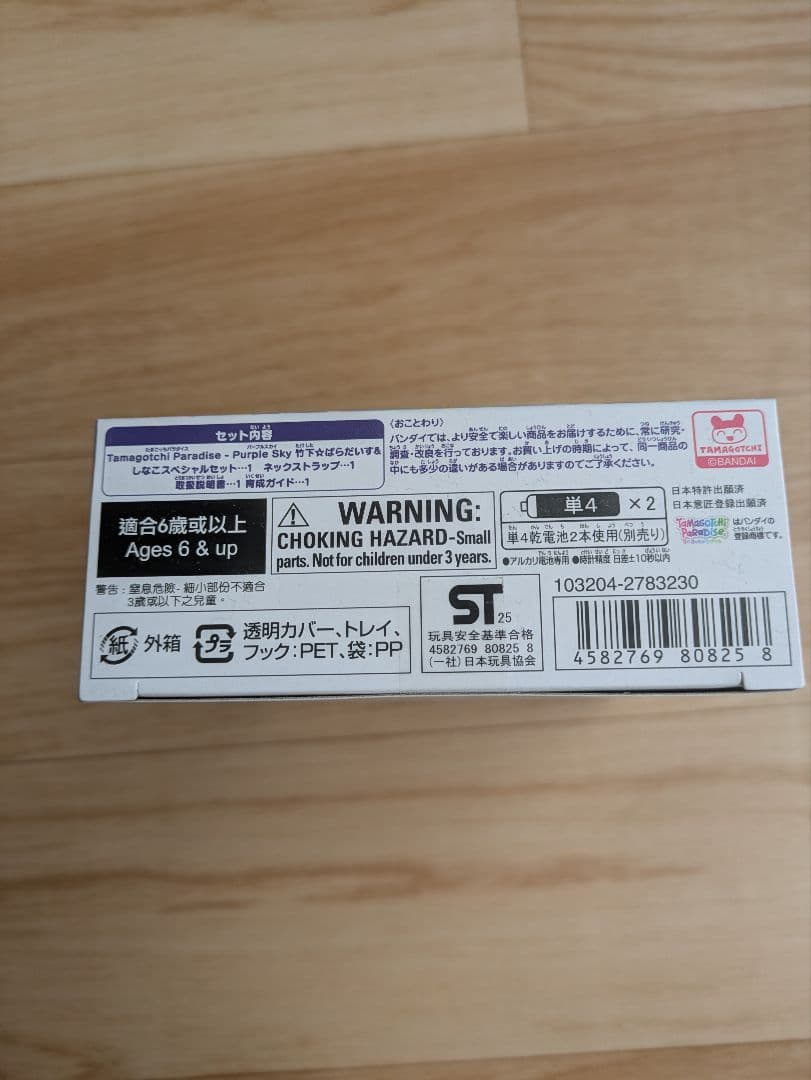 セット内容
Tamagotchi Paradise - Purple Sky 竹下☆ぱらだいす&
しなこスペシャルセット…1 ネックストラップ…1
取扱説明書…1 育成ガイド…1
〈おことわり〉
バンダイでは、より安全で楽しい商品をお届けするために、常に研究・
調査・改良を行っております。お買い上げの時期によって、同一商品の
中にも多少の違いがある場合がありますのでご了承ください。
TAMAGOTCHI
©BANDAI
適合6歲或以上
Ages 6 & up
WARNING:
CHOKING HAZARD-Small
parts. Not for children under 3 years.
単4 ×2
単4乾電池2本使用(別売り)
●アルカリ電池専用 ●時計精度 日差±10秒以内
日本特許出願済
日本意匠登録出願済
TAMAGOTCHI PARADISE はバンダイの
登録商標です。
警告:窒息危險- 細小部份不適合
3歲或以下之兒童。
紙 外箱
プラ 透明カバー、トレイ、
フック:PET、袋:PP
ST 25
玩具安全基準合格
4582769 80825 8
(一社)日本玩具協会
103204-2783230
4582769 80825 8